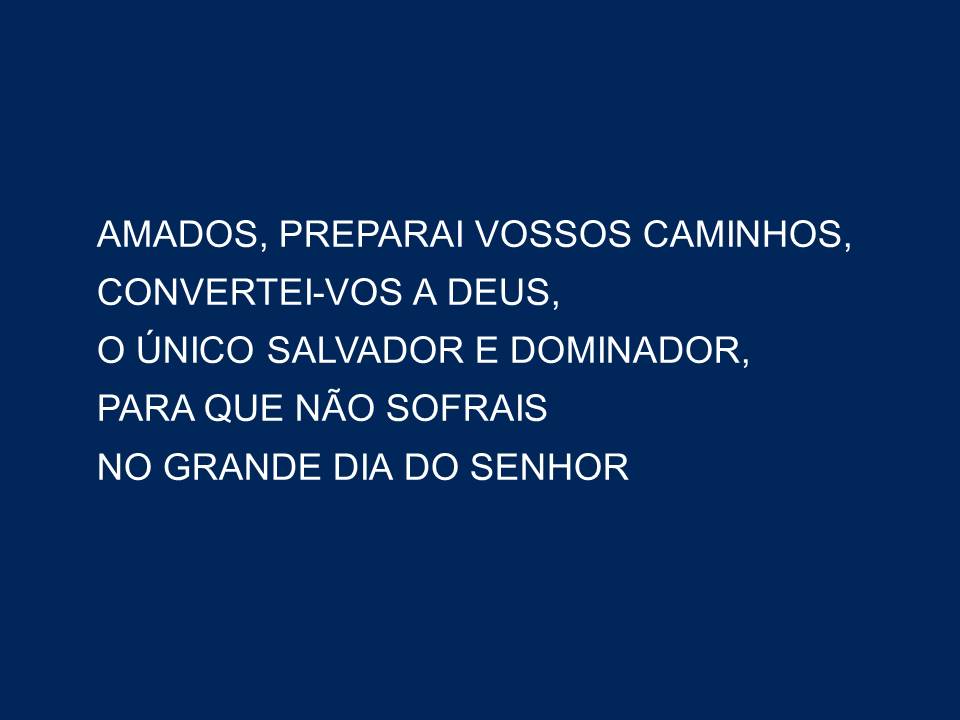 AMADOS, PREPARAI VOSSOS CAMINHOS,
CONVERTEI-VOS A DEUS,
O ÚNICO SALVADOR E DOMINADOR,
PARA QUE NÃO SOFRAIS
NO GRANDE DIA DO SENHOR